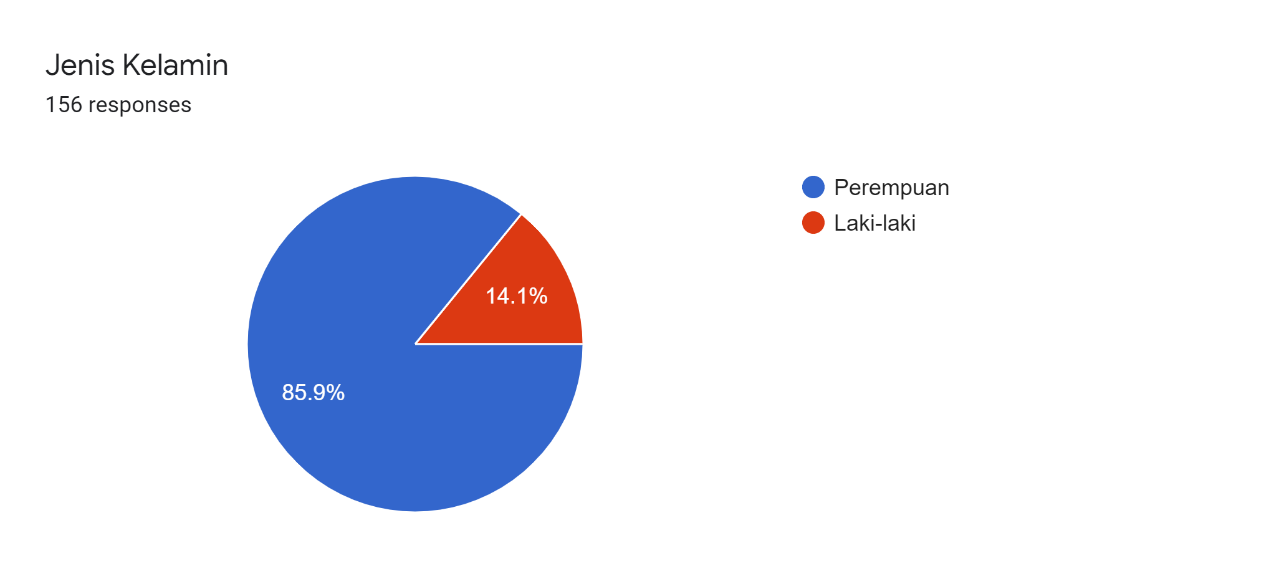 Jenis Kelamin
156 responses
Perempuan
Laki-laki
14.1%
85.9%